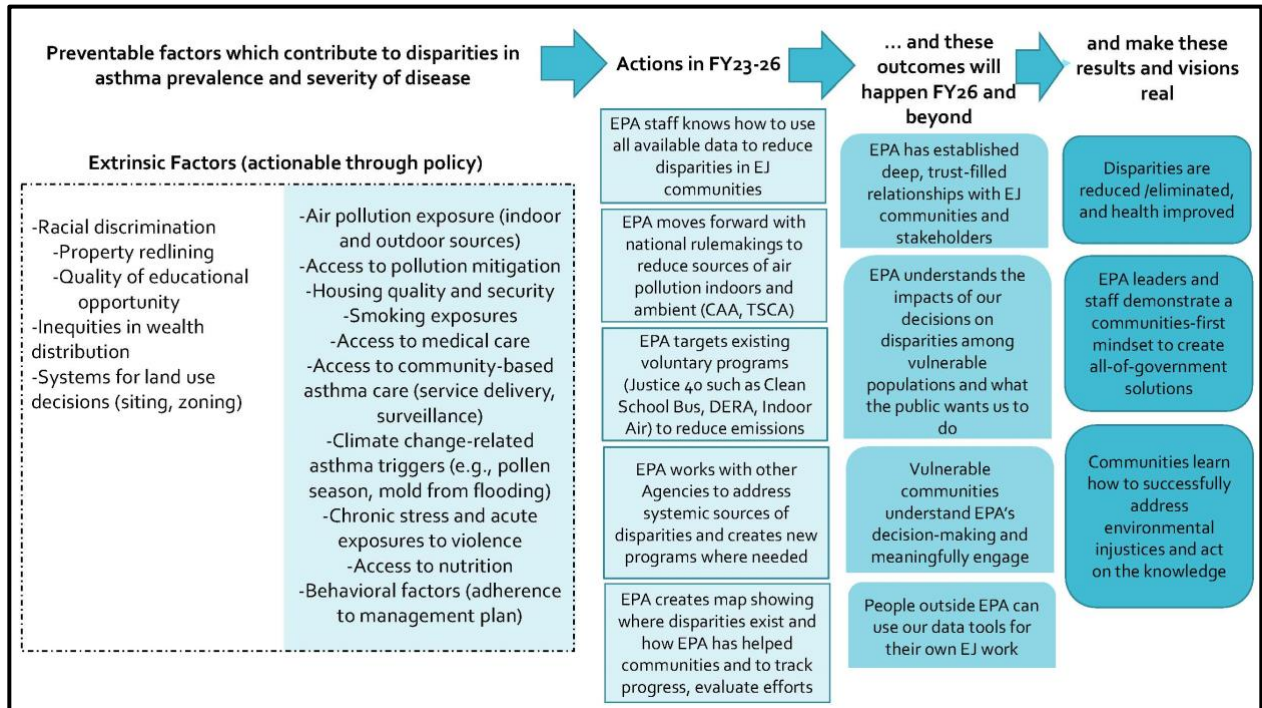 Preventable factors which contribute to disparities in
asthma prevalence and severity of disease
Extrinsic Factors (actionable through policy)
-Racial discrimination
-Property redlining
-Quality of educational
opportunity
-Inequities in wealth
distribution
-Systems for land use
decisions (siting, zoning)
-Air pollution exposure (indoor
and outdoor sources)
-Access to pollution mitigation
-Housing quality and security
-Smoking exposures
-Access to medical care
-Access to community-based
asthma care (service delivery,
surveillance)
-Climate change-related
asthma triggers (e.g., pollen
season, mold from flooding)
-Chronic stress and acute
exposures to violence
-Access to nutrition
-Behavioral factors (adherence
to management plan)
Actions in FY23-26
EPA staff knows how to use
all available data to reduce
disparities in EJ
communities
EPA moves forward with
national rulemakings to
reduce sources of air
pollution indoors and
ambient (CAA, TSCA)
EPA targets existing
voluntary programs
(Justice 40 such as Clean
School Bus, DERA, Indoor
Air) to reduce emissions
EPA works with other
Agencies to address
systemic sources of
disparities and creates new
programs where needed
EPA creates map showing
where disparities exist and
how EPA has helped
communities and to track
progress, evaluate efforts
... and these
outcomes will
happen FY26 and
beyond
EPA has established
deep, trust-filled
relationships with EJ
communities and
stakeholders
EPA understands the
impacts of our
decisions on
disparities among
vulnerable
populations and what
the public wants us to
do
Vulnerable
communities
understand EPA's
decision-making and
meaningfully engage
People outside EPA can
use our data tools for
their own EJ work
and make these
results and visions
real
Disparities are
reduced /eliminated,
and health improved
EPA leaders and
staff demonstrate a
communities-first
mindset to create
all-of-government
solutions
Communities learn
how to successfully
address
environmental
injustices and act
on the knowledge